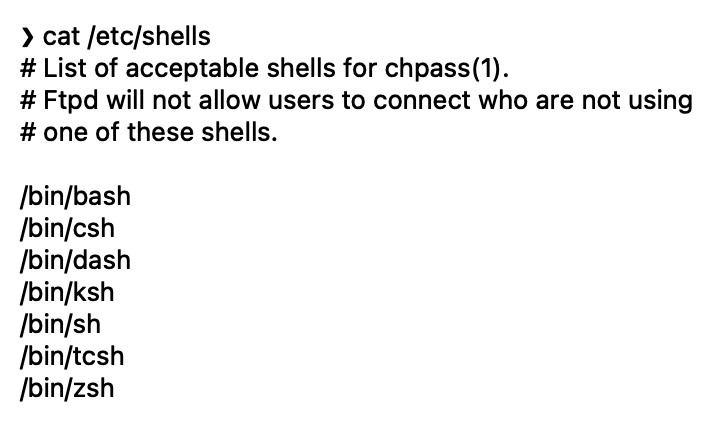 ❯ cat /etc/shells
# List of acceptable shells for chpass(1).
# Ftpd will not allow users to connect who are not using
# one of these shells.

/bin/bash
/bin/csh
/bin/dash
/bin/ksh
/bin/sh
/bin/tcsh
/bin/zsh